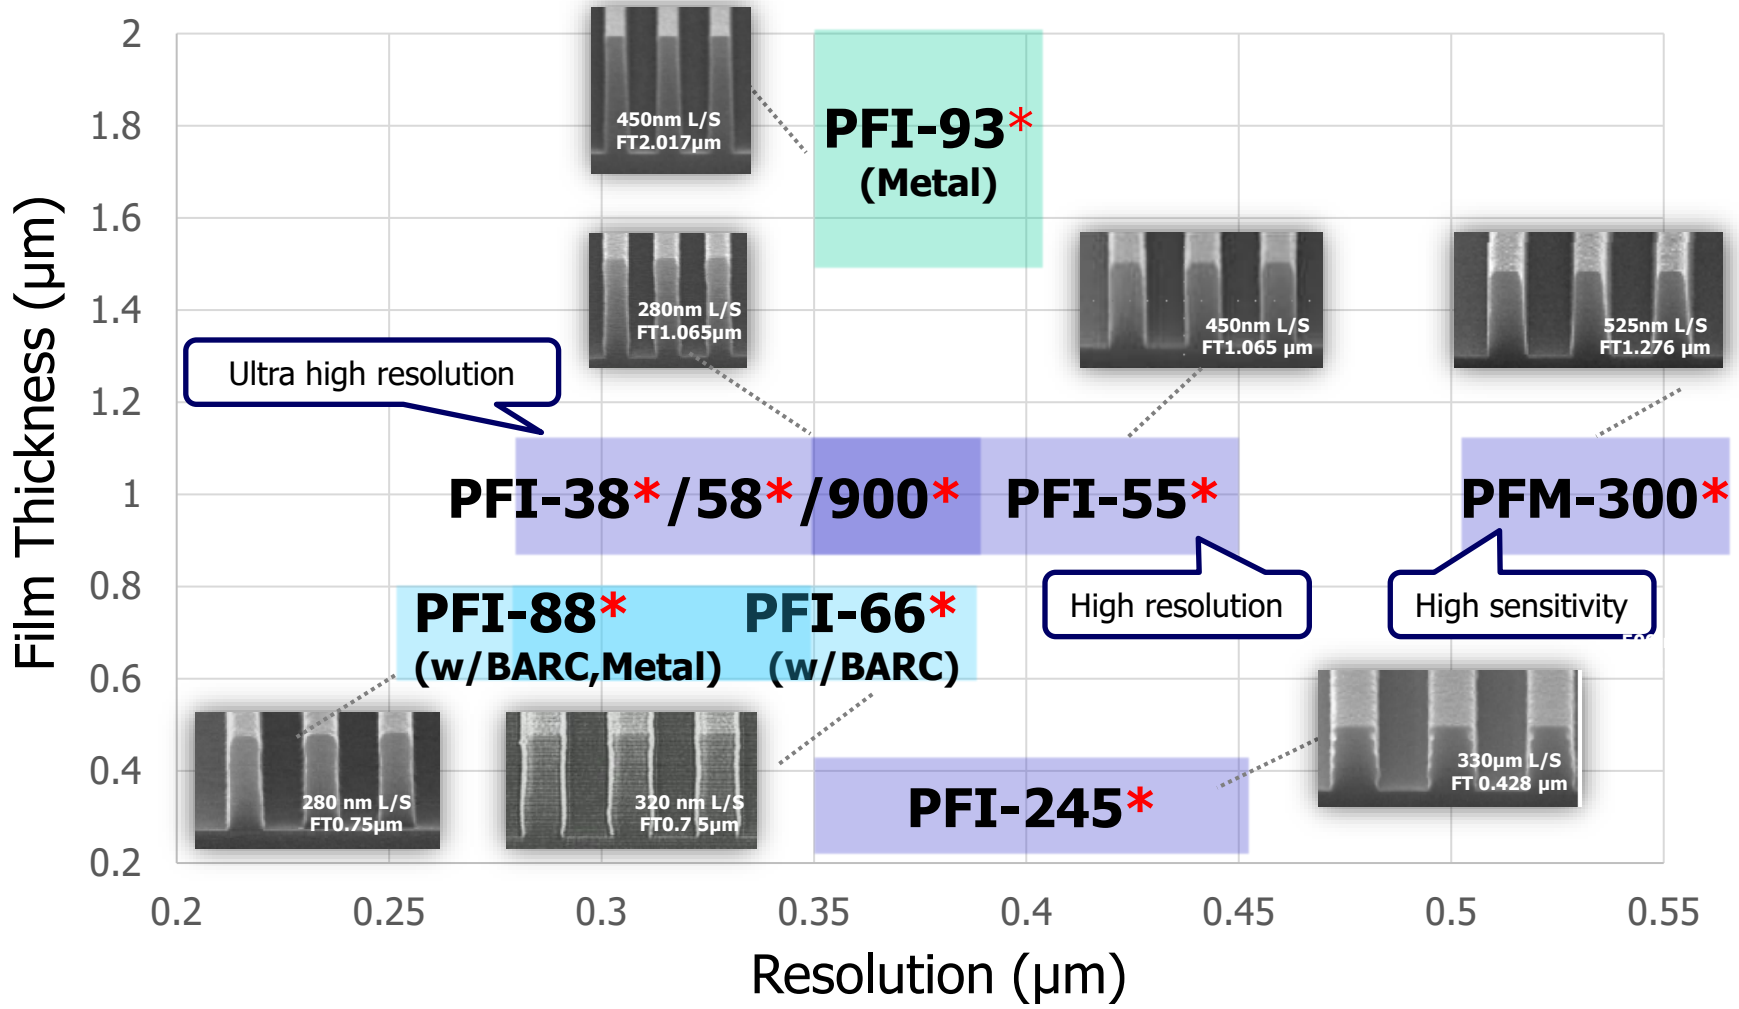 2
1.8
1.6
1.4
1.2
1
0.8
0.6
0.4
0.2
Film Thickness (μm)
0.2
0.25
0.3
0.35
0.4
0.45
0.5
0.55
Resolution (μm)
450nm L/S
FT2.017μm
PFI-93*
(Metal)
280nm L/S
FT1.065μm
450nm L/S
FT1.065 μm
525nm L/S
FT1.276 μm
Ultra high resolution
PFI-38*/58*/900*
PFI-55*
PFM-300*
High resolution
High sensitivity
PFI-88*
(w/BARC,Metal)
PFI-66*
(w/BARC)
280 nm L/S
FT0.75μm
320 nm L/S
FT0.7 5μm
330μm L/S
FT 0.428 μm
PFI-245*